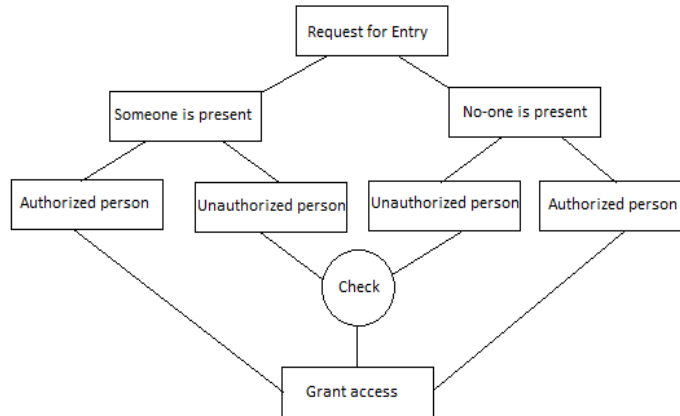 Request for Entry
Someone is present
No-one is present
Authorized person
Unauthorized person
Unauthorized person
Authorized person
Check
Grant access